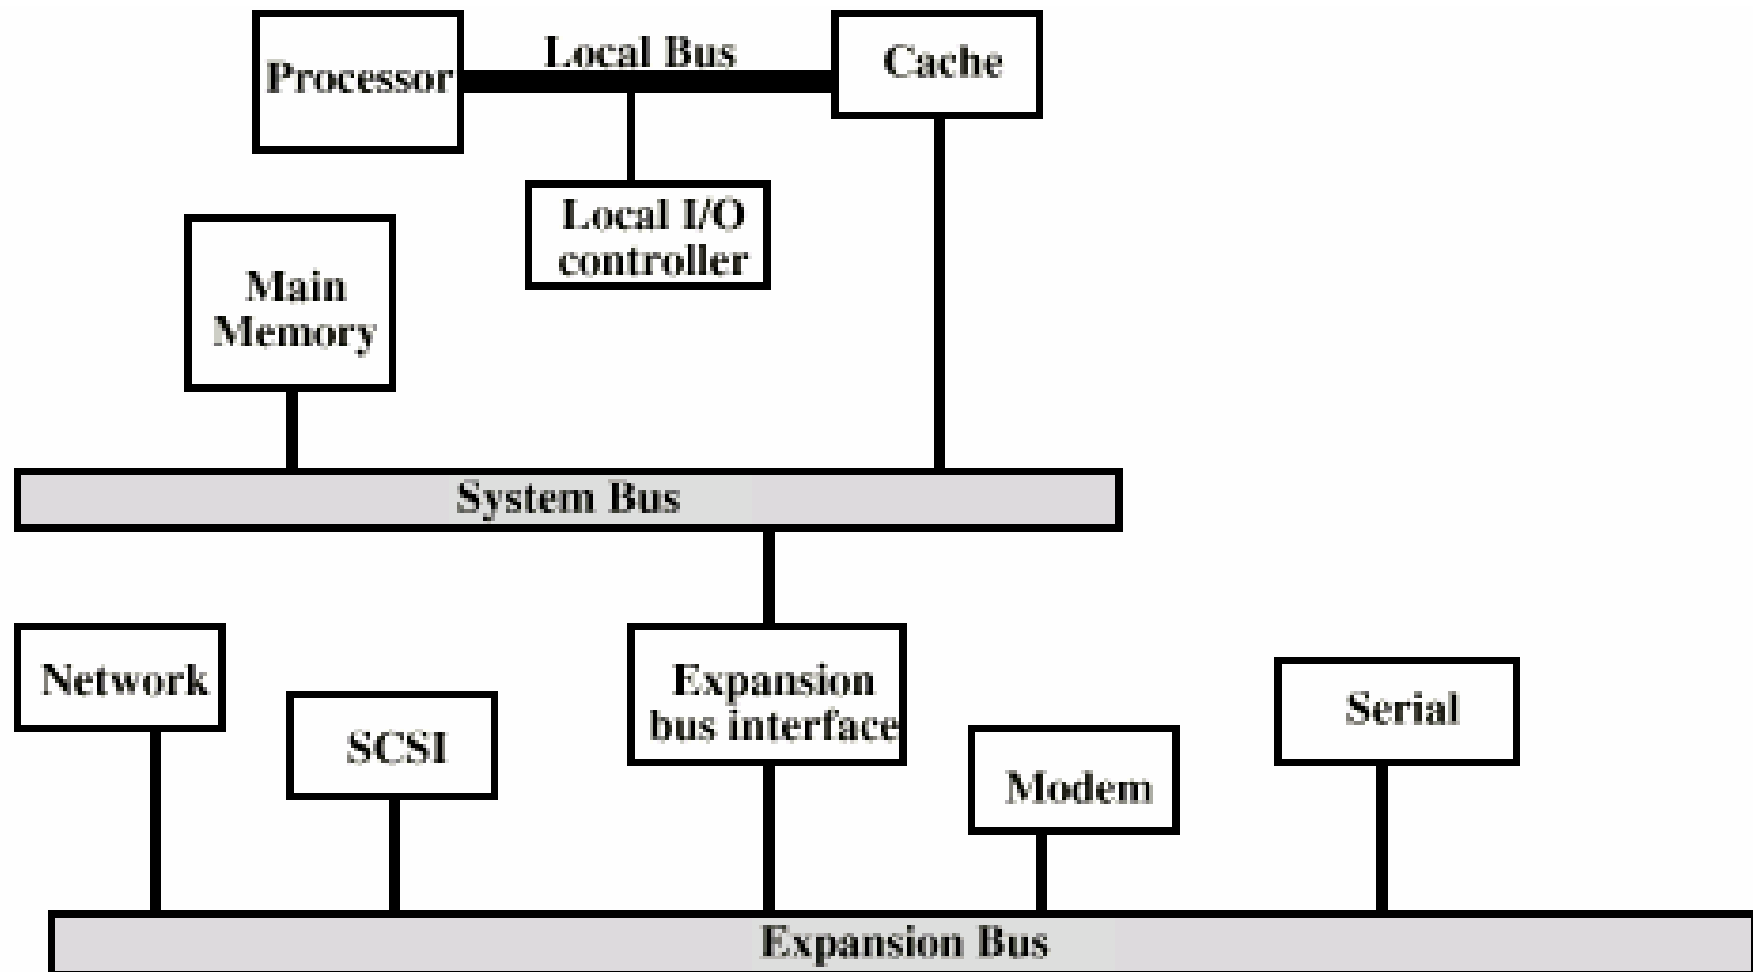 Processor
Local Bus
Cache
Local I/O
controller
Main
Memory
System Bus
Network
SCSI
Expansion
bus interface
Modem
Serial
Expansion Bus